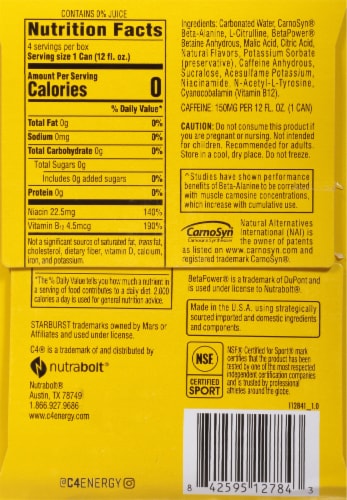 CONTAINS 0% JUICE
Nutrition Facts
4 servings per box
Serving size 1 Can (12 fl. oz.)
Amount Per Serving
Calories 0
% Daily Value*
Total Fat 0g 0%
Sodium 0mg 0%
Total Carbohydrate 0g 0%
Total Sugars 0g
Includes 0g added sugars 0%
Protein 0g 0%
Niacin 22.5mg 140%
Vitamin B12 4.5mcg 190%
Not a significant source of saturated fat, trans fat,
cholesterol, dietary fiber, vitamin D, calcium,
iron, and potassium.
*The % Daily Value tells you how much a nutrient in
a serving of food contributes to a daily diet. 2,000
calories a day is used for general nutrition advice.
STARBURST trademarks owned by Mars or
Affiliates and used under license.
C4® is a trademark of and distributed by
nutrabolt®
Nutrabolt®
Austin, TX 78749
1.866.927.9686
www.c4energy.com
@C4ENERGY
Ingredients: Carbonated Water, CarnoSyn®
Beta-Alanine, L-Citrulline, BetaPower®
Betaine Anhydrous, Malic Acid, Citric Acid,
Natural Flavors, Potassium Sorbate
(preservative), Caffeine Anhydrous,
Sucralose, Acesulfame Potassium,
Niacinamide, N-Acetyl-L-Tyrosine,
Cyanocobalamin (Vitamin B12).
CAFFEINE: 150MG PER 12 FL. OZ. (1 CAN)
CAUTION: Do not consume this product if
you are pregnant or nursing. Not intended
for children. Recommended for adults.
Store in a cool, dry place. Do not freeze.
^Studies have shown performance
benefits of Beta-Alanine to be correlated
with muscle carnosine concentrations,
which increase with cumulative use.
CarnoSyn
Natural Alternatives
International (NAI) is
the owner of patents
as listed on www.carnosyn.com and
registered trademark CarnoSyn®.
BetaPower® is a trademark of DuPont and
is used under license to Nutrabolt®.
Made in the U.S.A. using strategically
sourced imported and domestic ingredients
and components.
NSF
CERTIFIED
SPORT
NSF® Certified for Sport® mark
certifies that the product has been
tested by one of the most respected
independent certification companies
and is trusted by professional
athletes around the globe.
112841_1.0
8 42595 12784 3